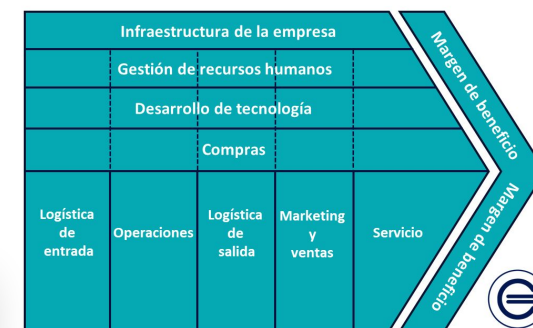 Infraestructura de la empresa
Gestión de recursos humanos
Desarrollo de tecnología
Compras
Logística
de
entrada
Operaciones
Logística
de
salida
Marketing
y
ventas
Servicio
Margen de beneficio
Margen de beneficio